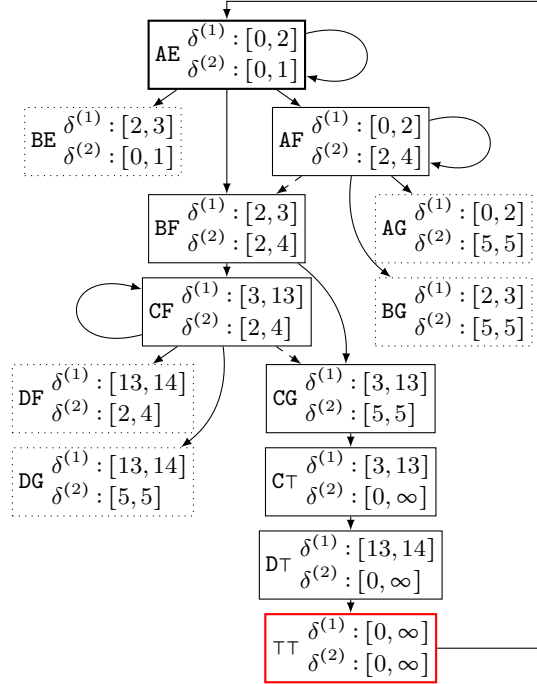 AE δ⁽¹⁾ : [0, 2]
δ⁽²⁾ : [0, 1]
BE δ⁽¹⁾ : [2, 3]
δ⁽²⁾ : [0, 1]
AF δ⁽¹⁾ : [0, 2]
δ⁽²⁾ : [2, 4]
BF δ⁽¹⁾ : [2, 3]
δ⁽²⁾ : [2, 4]
AG δ⁽¹⁾ : [0, 2]
δ⁽²⁾ : [5, 5]
CF δ⁽¹⁾ : [3, 13]
δ⁽²⁾ : [2, 4]
BG δ⁽¹⁾ : [2, 3]
δ⁽²⁾ : [5, 5]
DF δ⁽¹⁾ : [13, 14]
δ⁽²⁾ : [2, 4]
CG δ⁽¹⁾ : [3, 13]
δ⁽²⁾ : [5, 5]
DG δ⁽¹⁾ : [13, 14]
δ⁽²⁾ : [5, 5]
C⊤ δ⁽¹⁾ : [3, 13]
δ⁽²⁾ : [0, ∞]
D⊤ δ⁽¹⁾ : [13, 14]
δ⁽²⁾ : [0, ∞]
⊤⊤ δ⁽¹⁾ : [0, ∞]
δ⁽²⁾ : [0, ∞]